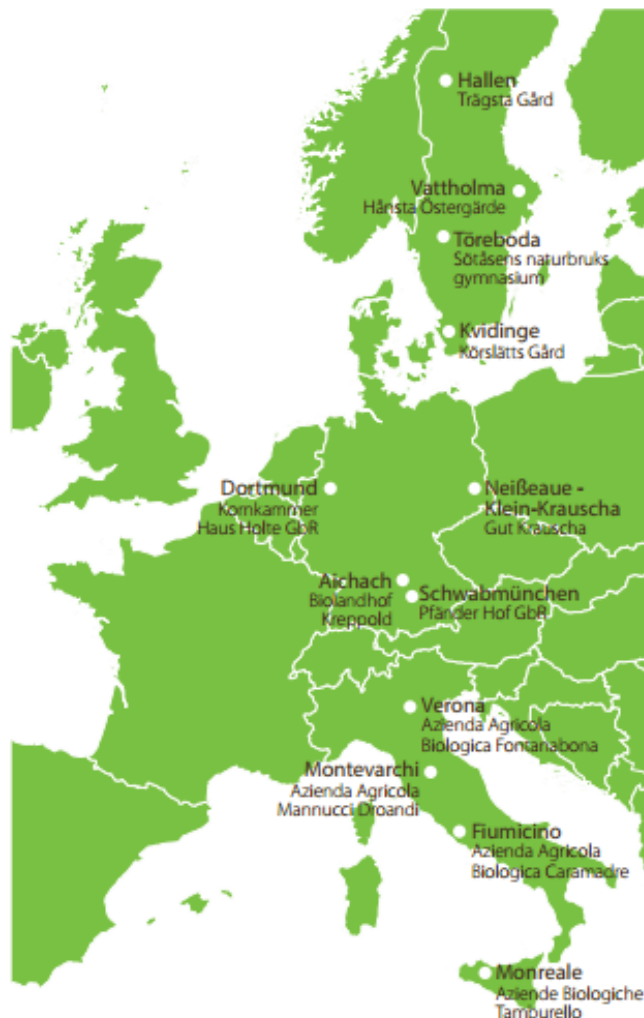 Hallen
Trägsta Gård
Vattholma
Hånsta Östergärde
Töreboda
Sötåsens naturbruks
gymnasium
Kvidinge
Körslätts Gård
Dortmund
Kornkammer
Haus Holte GbR
Neißeaue -
Klein-Krauscha
Gut Krauscha
Aichach
Biolandhof
Kreppold
Schwabmünchen
Pfänder Hof GbR
Verona
Azienda Agricola
Biologica Fontanabona
Montevarchi
Azienda Agricola
Mannucci Droandi
Fiumicino
Azienda Agricola
Biologica Caramadre
Monreale
Aziende Biologiche
Tamburello